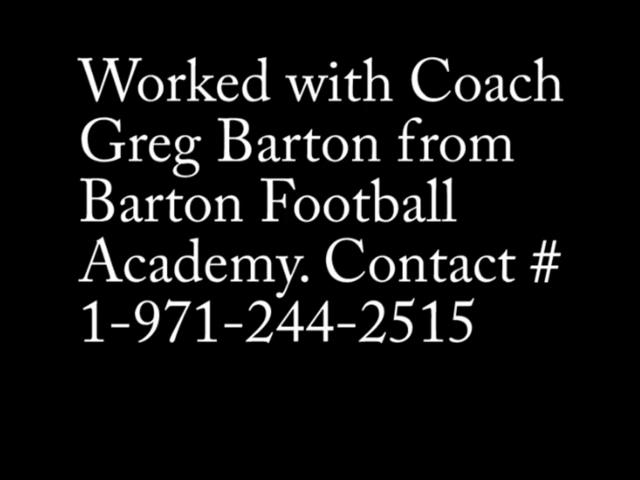 Worked with Coach
Greg Barton from
Barton Football
Academy. Contact #
1-971-244-2515